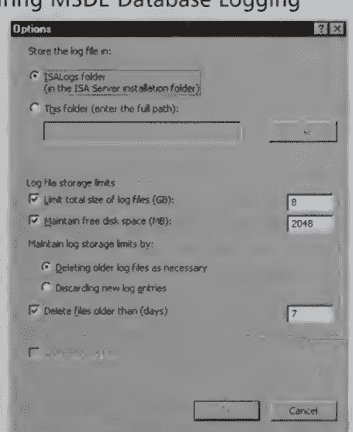 ring MSDE Database Logging
Options
Store the log file in:
ISALogs folder
(in the ISA Server installation folder)
This folder (enter the full path):
Log file storage limits
Limit total size of log files (GB): 8
Maintain free disk space (MB): 2048
Maintain log storage limits by:
Deleting older log files as necessary
Discarding new log entries
Delete files older than (days) 7
Cancel